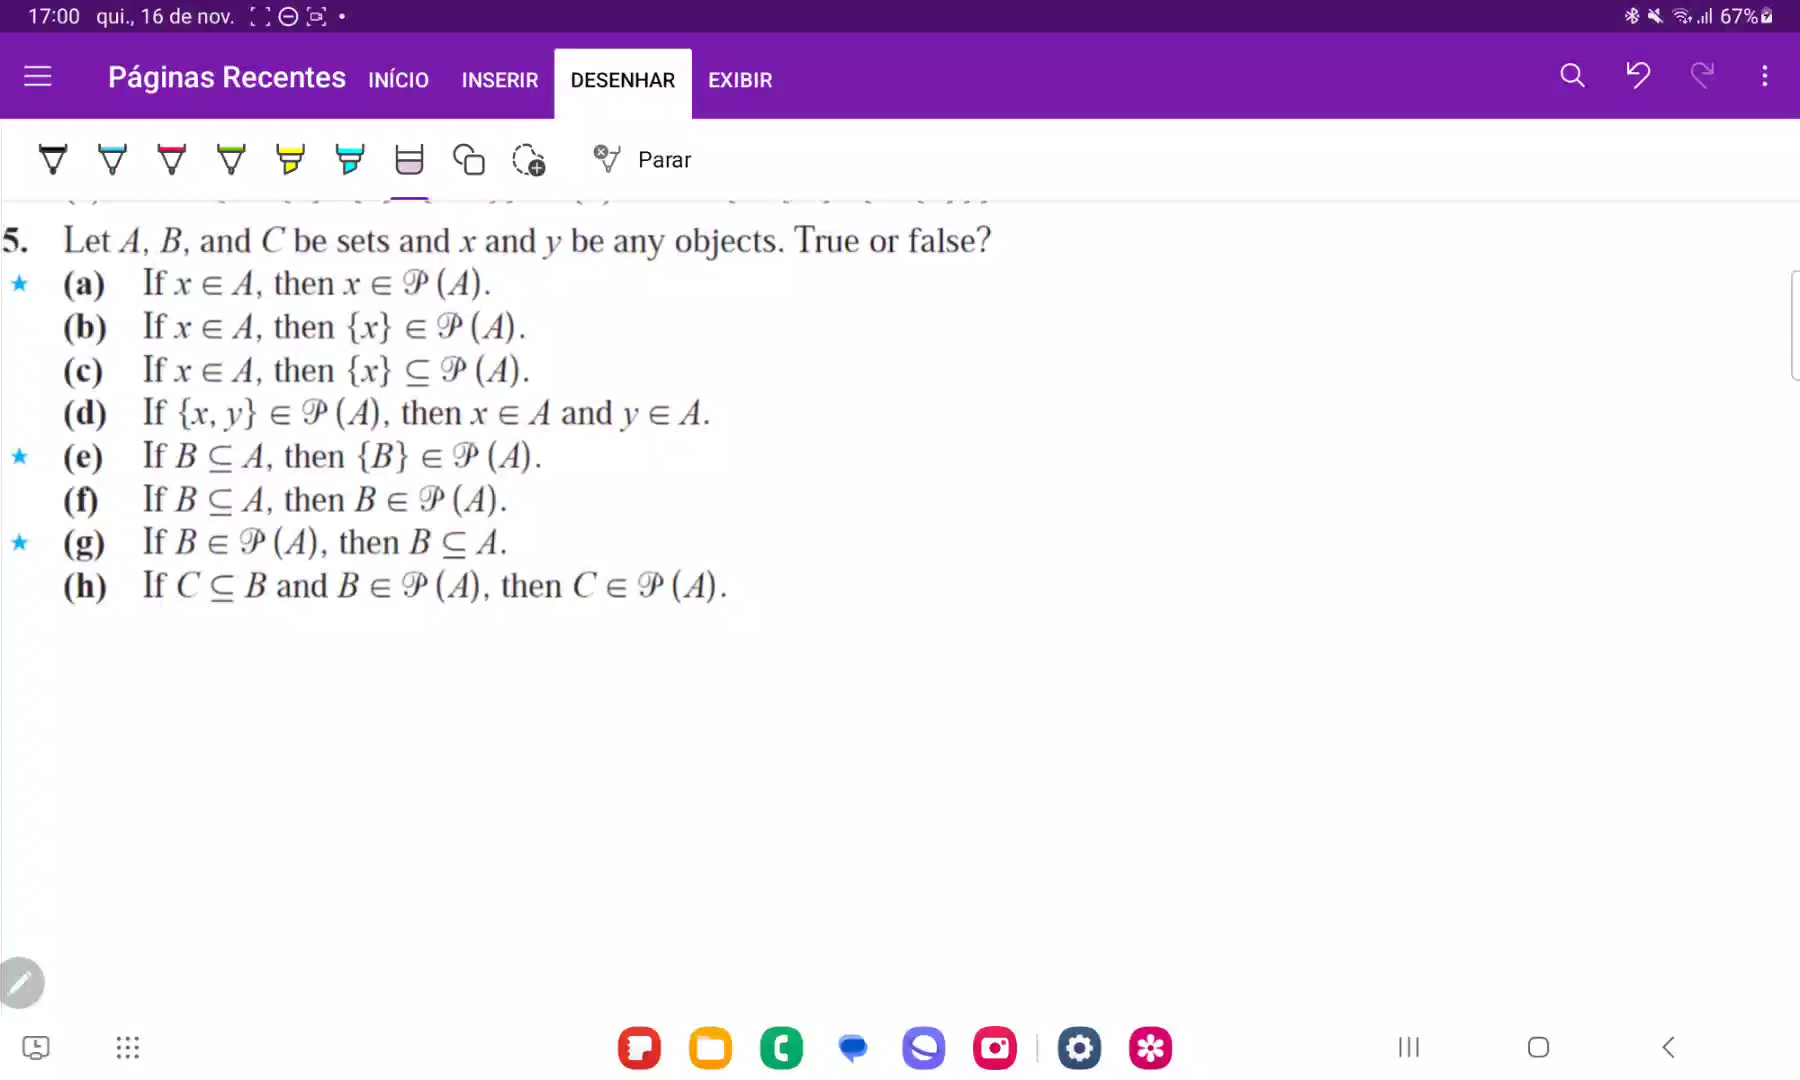 17:00 qui., 16 de nov. 67%
Páginas Recentes INÍCIO INSERIR DESENHAR EXIBIR
Parar
5. Let A, B, and C be sets and x and y be any objects. True or false?
★ (a) If x ∈ A, then x ∈ 𝒫 (A).
(b) If x ∈ A, then {x} ∈ 𝒫 (A).
(c) If x ∈ A, then {x} ⊆ 𝒫 (A).
(d) If {x, y} ∈ 𝒫 (A), then x ∈ A and y ∈ A.
★ (e) If B ⊆ A, then {B} ∈ 𝒫 (A).
(f) If B ⊆ A, then B ∈ 𝒫 (A).
★ (g) If B ∈ 𝒫 (A), then B ⊆ A.
(h) If C ⊆ B and B ∈ 𝒫 (A), then C ∈ 𝒫 (A).